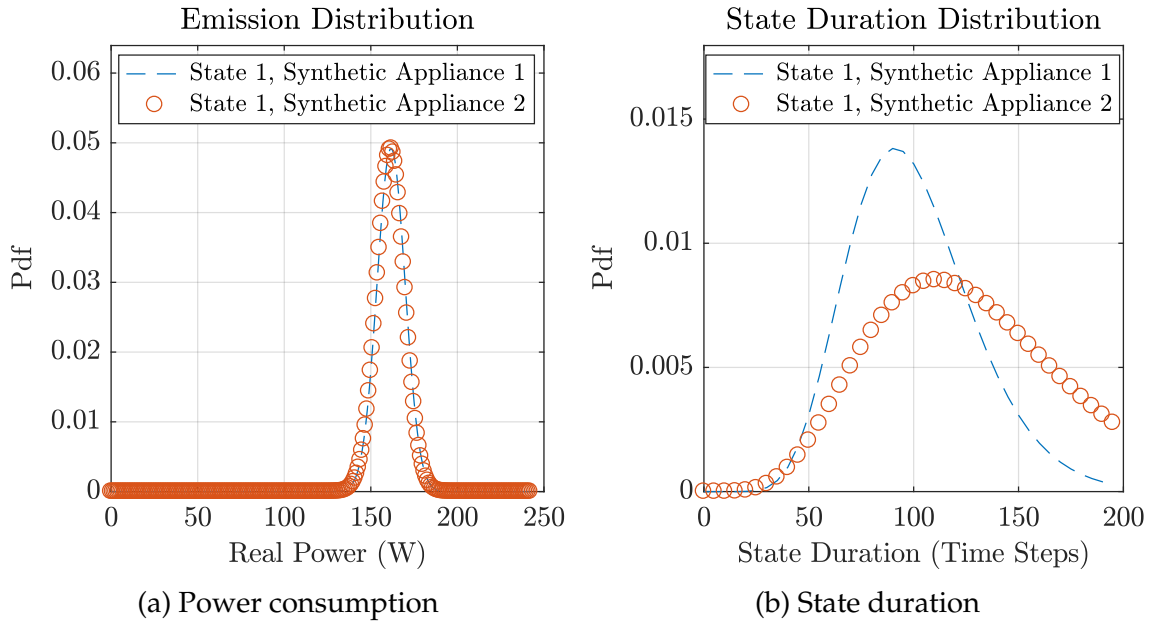 Emission Distribution
State 1, Synthetic Appliance 1
State 1, Synthetic Appliance 2
0.06
0.05
0.04
0.03
0.02
0.01
0
Pdf
0 50 100 150 200 250
Real Power (W)
(a) Power consumption
State Duration Distribution
State 1, Synthetic Appliance 1
State 1, Synthetic Appliance 2
0.015
0.01
0.005
0
Pdf
0 50 100 150 200
State Duration (Time Steps)
(b) State duration